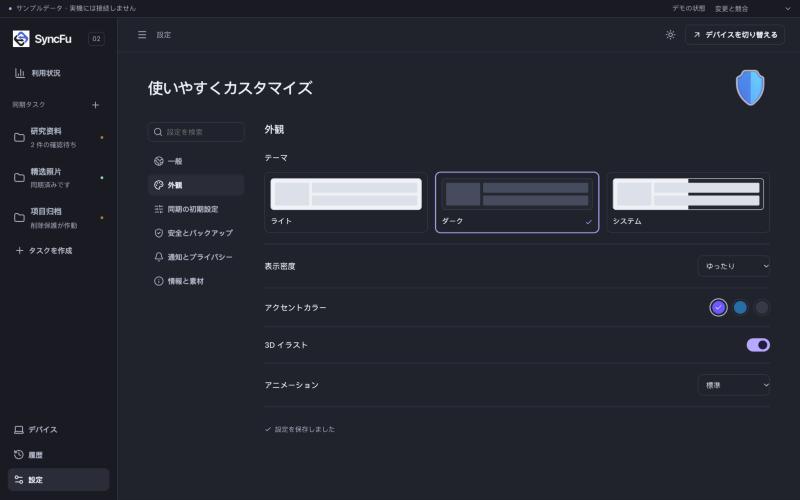 サンプルデータ · 実機には接続しません
デモの状態 変更と競合
SyncFu 02
設定
デバイスを切り替える
利用状況
同期タスク
研究资料
2 件の確認待ち
精选照片
同期済みです
项目归档
削除保護が作動
タスクを作成
デバイス
履歴
設定
使いやすくカスタマイズ
設定を検索
一般
外観
同期の初期設定
安全とバックアップ
通知とプライバシー
情報と素材
外観
テーマ
ライト
ダーク
システム
表示密度
ゆったり
アクセントカラー
3D イラスト
アニメーション
標準
設定を保存しました